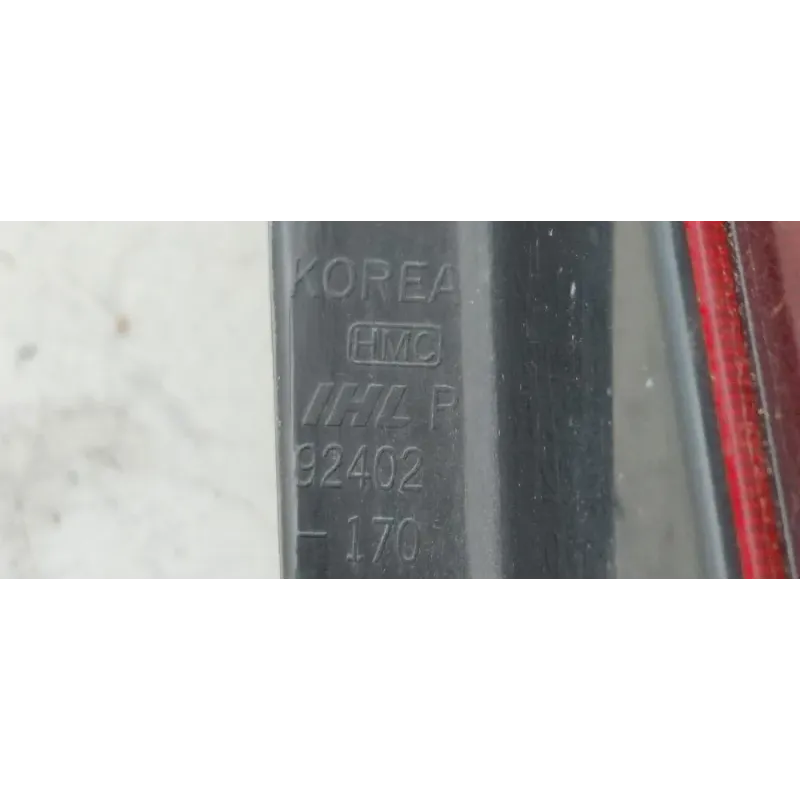 KOREA
HMC
IHL R
92402
- 170